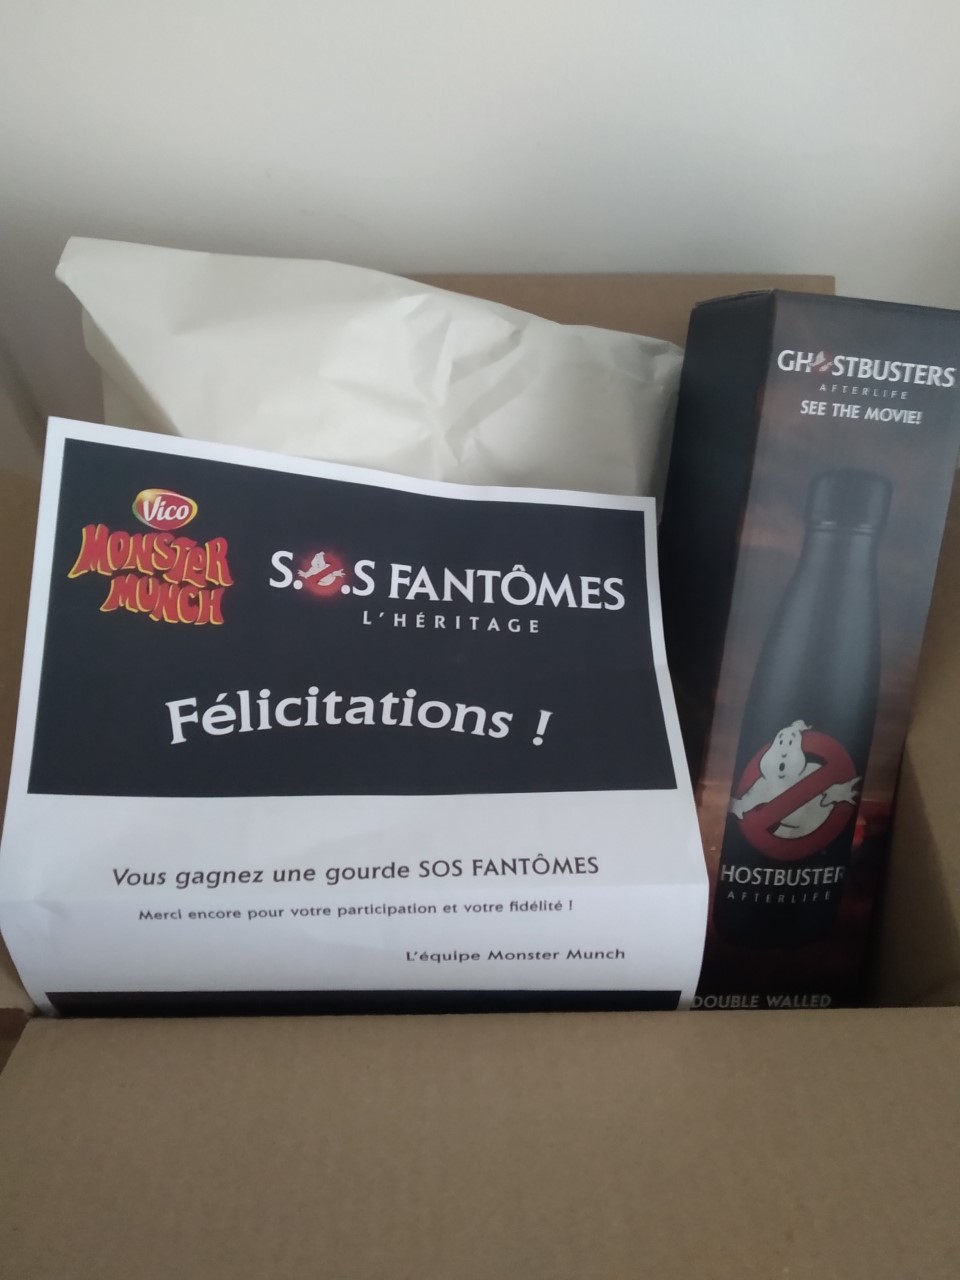 Vico
MONSTER
MUNCH
S.O.S FANTÔMES
L'HÉRITAGE
Félicitations !
Vous gagnez une gourde SOS FANTÔMES
Merci encore pour votre participation et votre fidélité !
L'équipe Monster Munch
GHOSTBUSTERS
AFTERLIFE
SEE THE MOVIE!
HOSTBUSTER
AFTERLIFE
DOUBLE WALLED